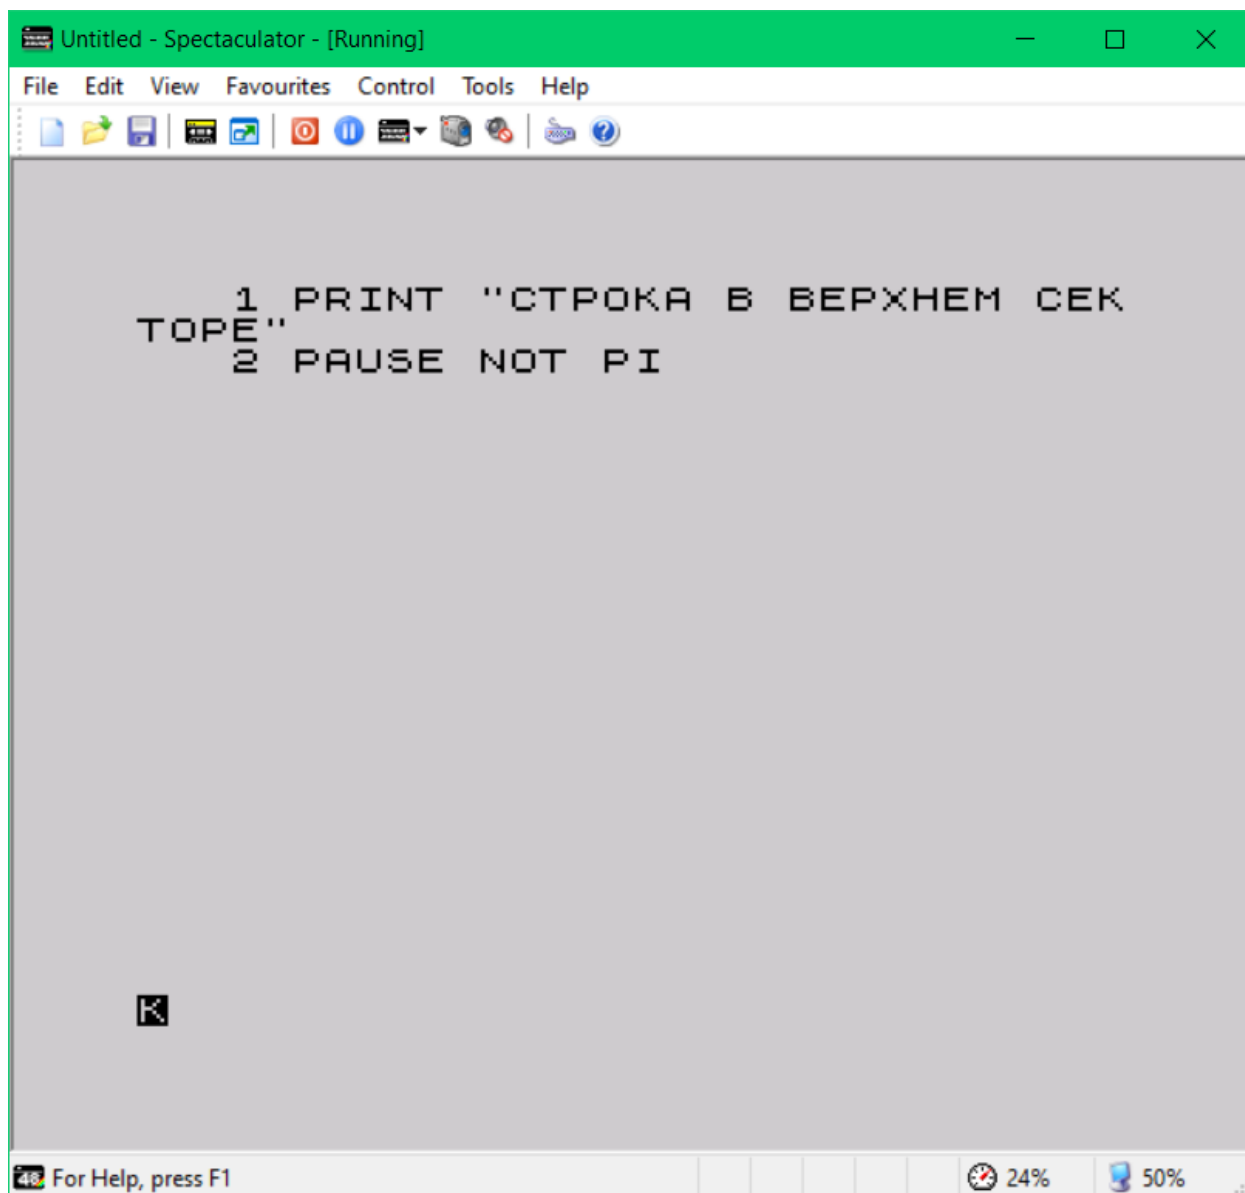 Untitled - Spectaculator - [Running]
File Edit View Favourites Control Tools Help
1 PRINT "СТРОКА В ВЕРХНЕМ СЕК
ТОРЕ"
2 PAUSE NOT PI
K
48 For Help, press F1 24% 50%